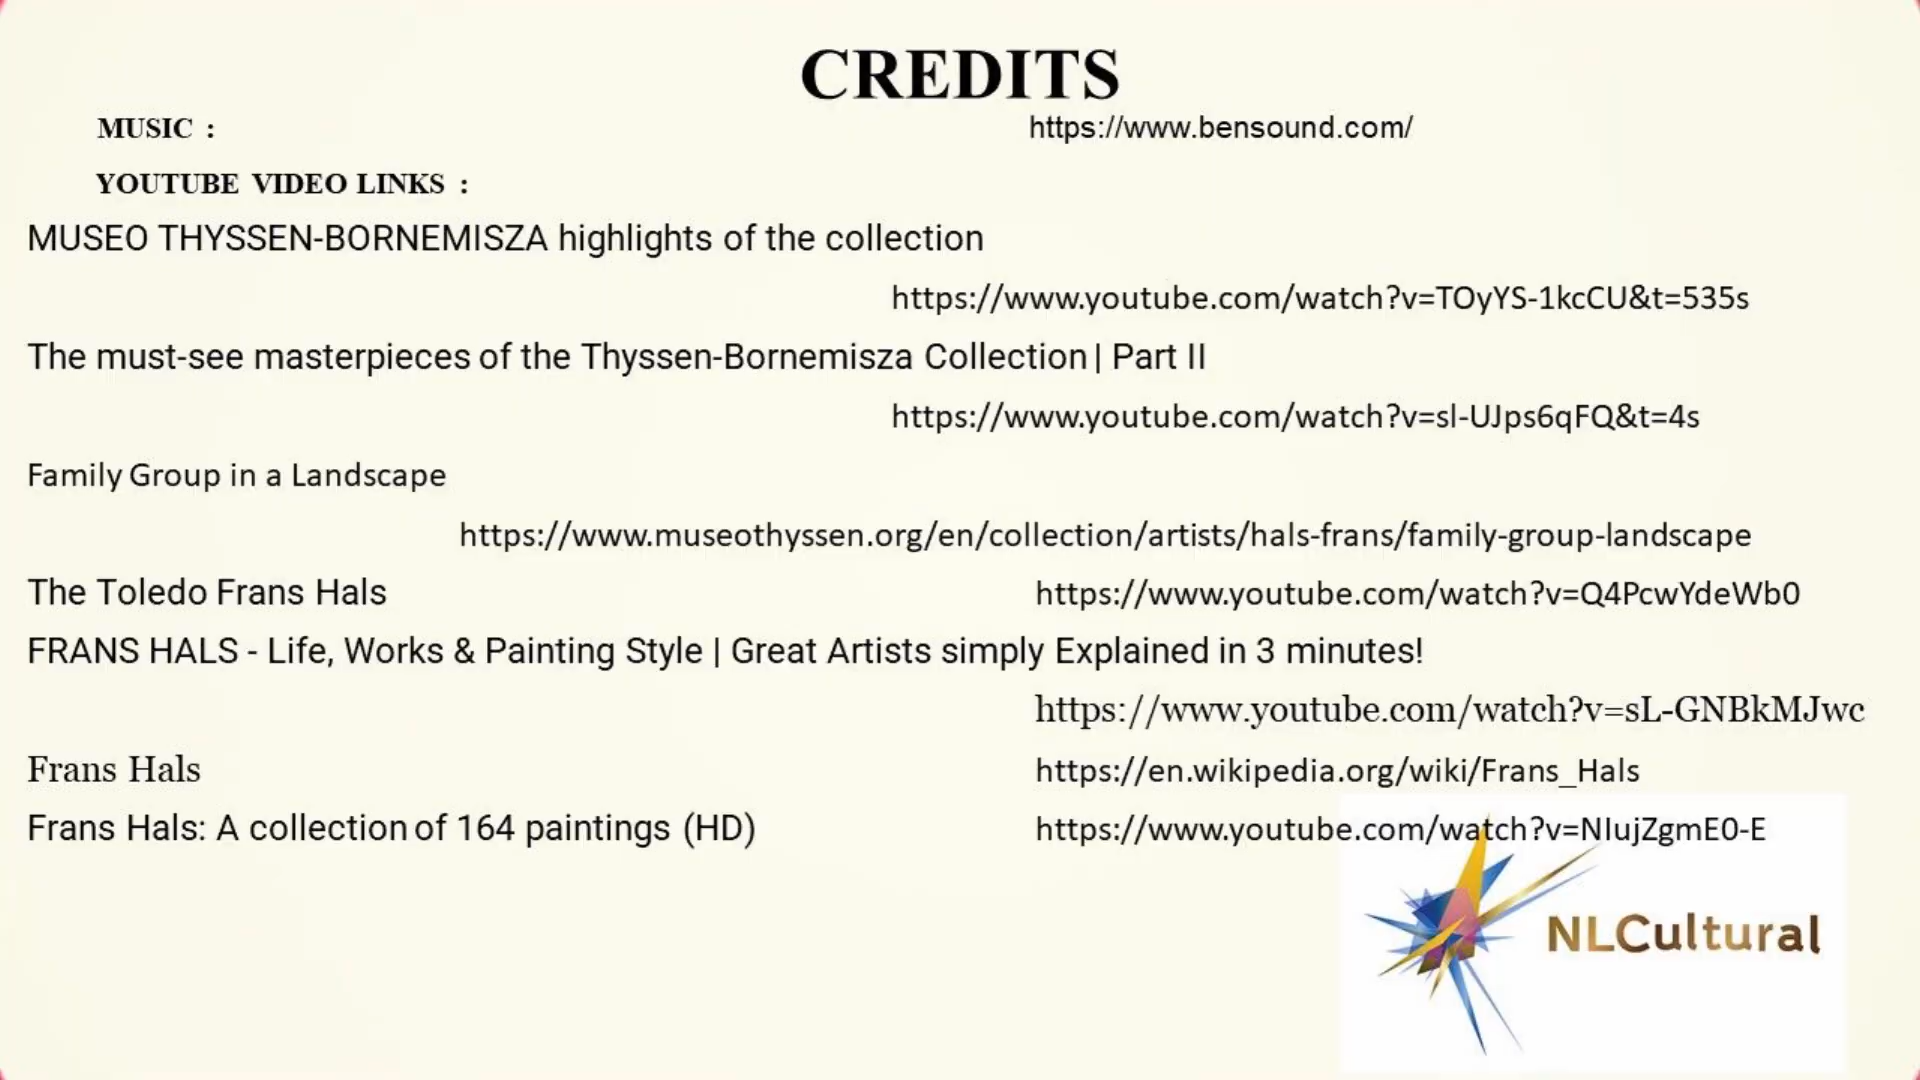 CREDITS
MUSIC : https://www.bensound.com/
YOUTUBE VIDEO LINKS :
MUSEO THYSSEN-BORNEMISZA highlights of the collection
https://www.youtube.com/watch?v=TOyYS-1kcCU&t=535s
The must-see masterpieces of the Thyssen-Bornemisza Collection | Part II
https://www.youtube.com/watch?v=sl-UJps6qFQ&t=4s
Family Group in a Landscape
https://www.museothyssen.org/en/collection/artists/hals-frans/family-group-landscape
The Toledo Frans Hals https://www.youtube.com/watch?v=Q4PcwYdeWb0
FRANS HALS - Life, Works & Painting Style | Great Artists simply Explained in 3 minutes!
https://www.youtube.com/watch?v=sL-GNBkMJwc
Frans Hals https://en.wikipedia.org/wiki/Frans_Hals
Frans Hals: A collection of 164 paintings (HD) https://www.youtube.com/watch?v=NIujZgmE0-E
NLCultural